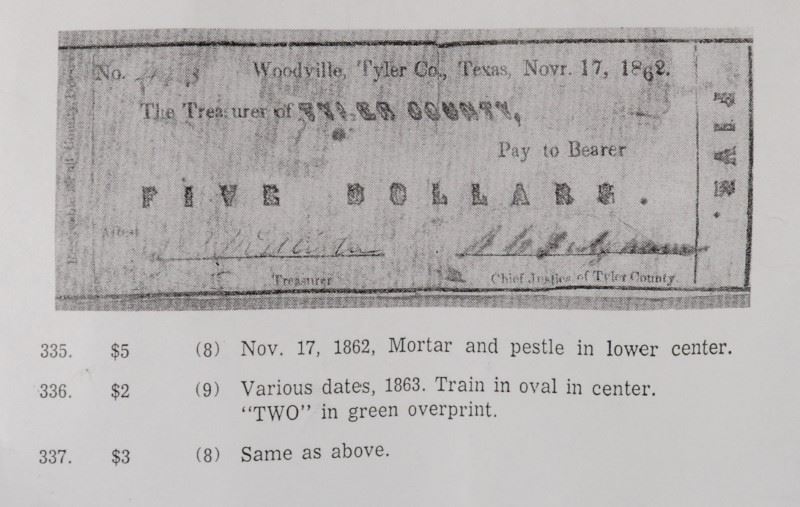 No.
Woodville, Tyler Co., Texas, Novr. 17, 1862.
The Treasurer of TYLER COUNTY,
Pay to Bearer
FIVE DOLLARS.
Attest
Treasurer
Chief Justice of Tyler County
335. $5 (8) Nov. 17, 1862, Mortar and pestle in lower center.
336. $2 (9) Various dates, 1863. Train in oval in center.
"TWO" in green overprint.
337. $3 (8) Same as above.